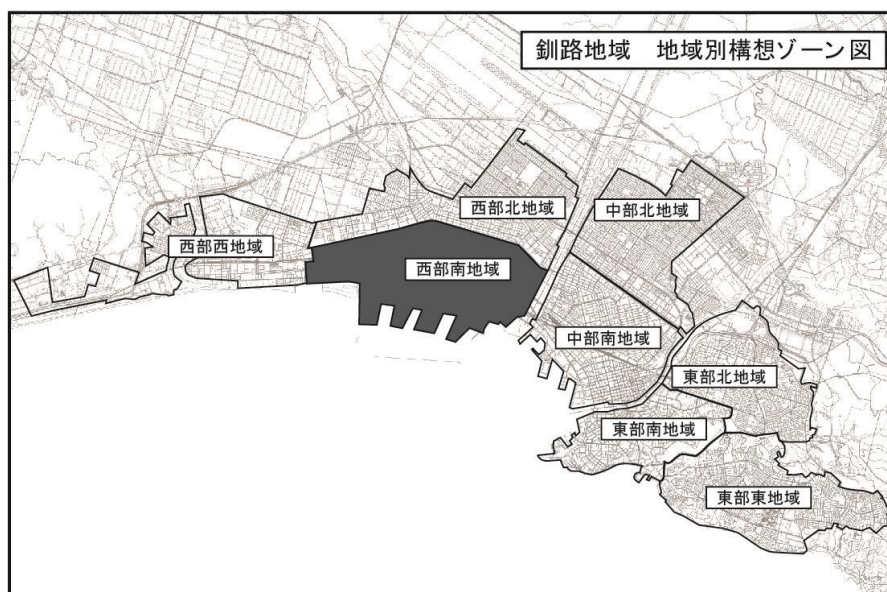 釧路地域 地域別構想ゾーン図
西部北地域
中部北地域
西部西地域
西部南地域
中部南地域
東部北地域
東部南地域
東部東地域